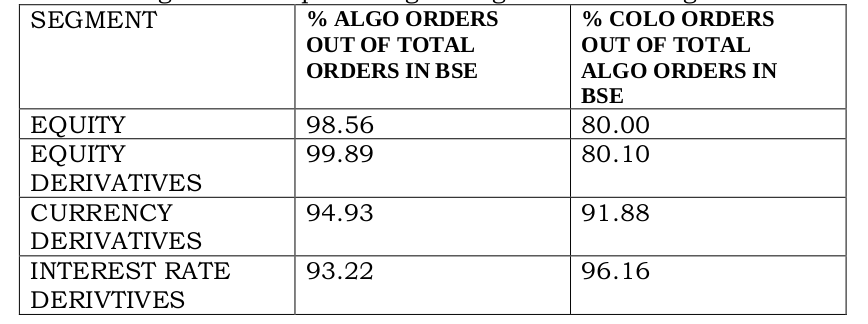 SEGMENT
% ALGO ORDERS
OUT OF TOTAL
ORDERS IN BSE
% COLO ORDERS
OUT OF TOTAL
ALGO ORDERS IN
BSE
EQUITY
98.56
80.00
EQUITY
DERIVATIVES
99.89
80.10
CURRENCY
DERIVATIVES
94.93
91.88
INTEREST RATE
DERIVTIVES
93.22
96.16